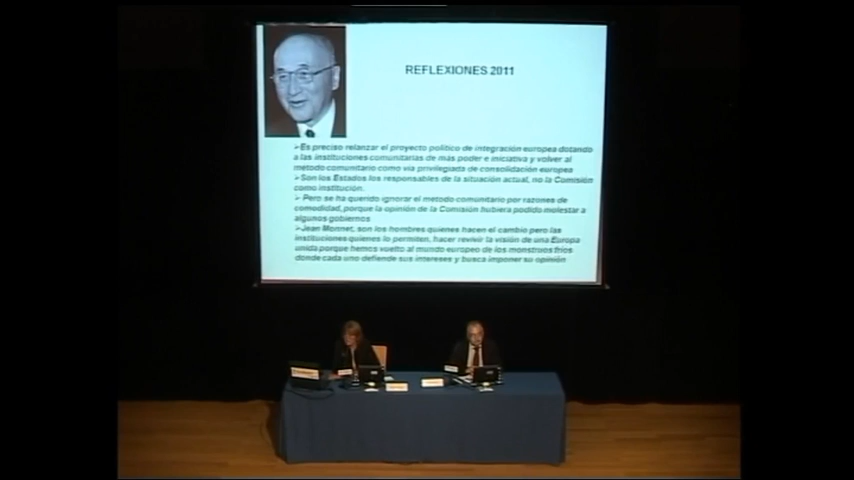 REFLEXIONES 2011
➢Es preciso relanzar el proyecto político de integración europea dotando
a las instituciones comunitarias de más poder e iniciativa y volver al
metodo comunitario como via privilegiada de consolidación europea
➢Son los Estados los responsables de la situación actual, no la Comisión
como institución.
➢ Pero se ha querido ignorar el metodo comunitario por razones de
comodidad, porque la opinión de la Comisión hubiera podido molestar a
algunos gobiernos
➢Jean Monnet, son los hombres quienes hacen el cambio pero las
instituciones quienes lo permiten, hacer revivir la visión de una Europa
unida porque hemos vuelto al mundo europeo de los monstruos fríos
donde cada uno defiende sus intereses y busca imponer su opinión